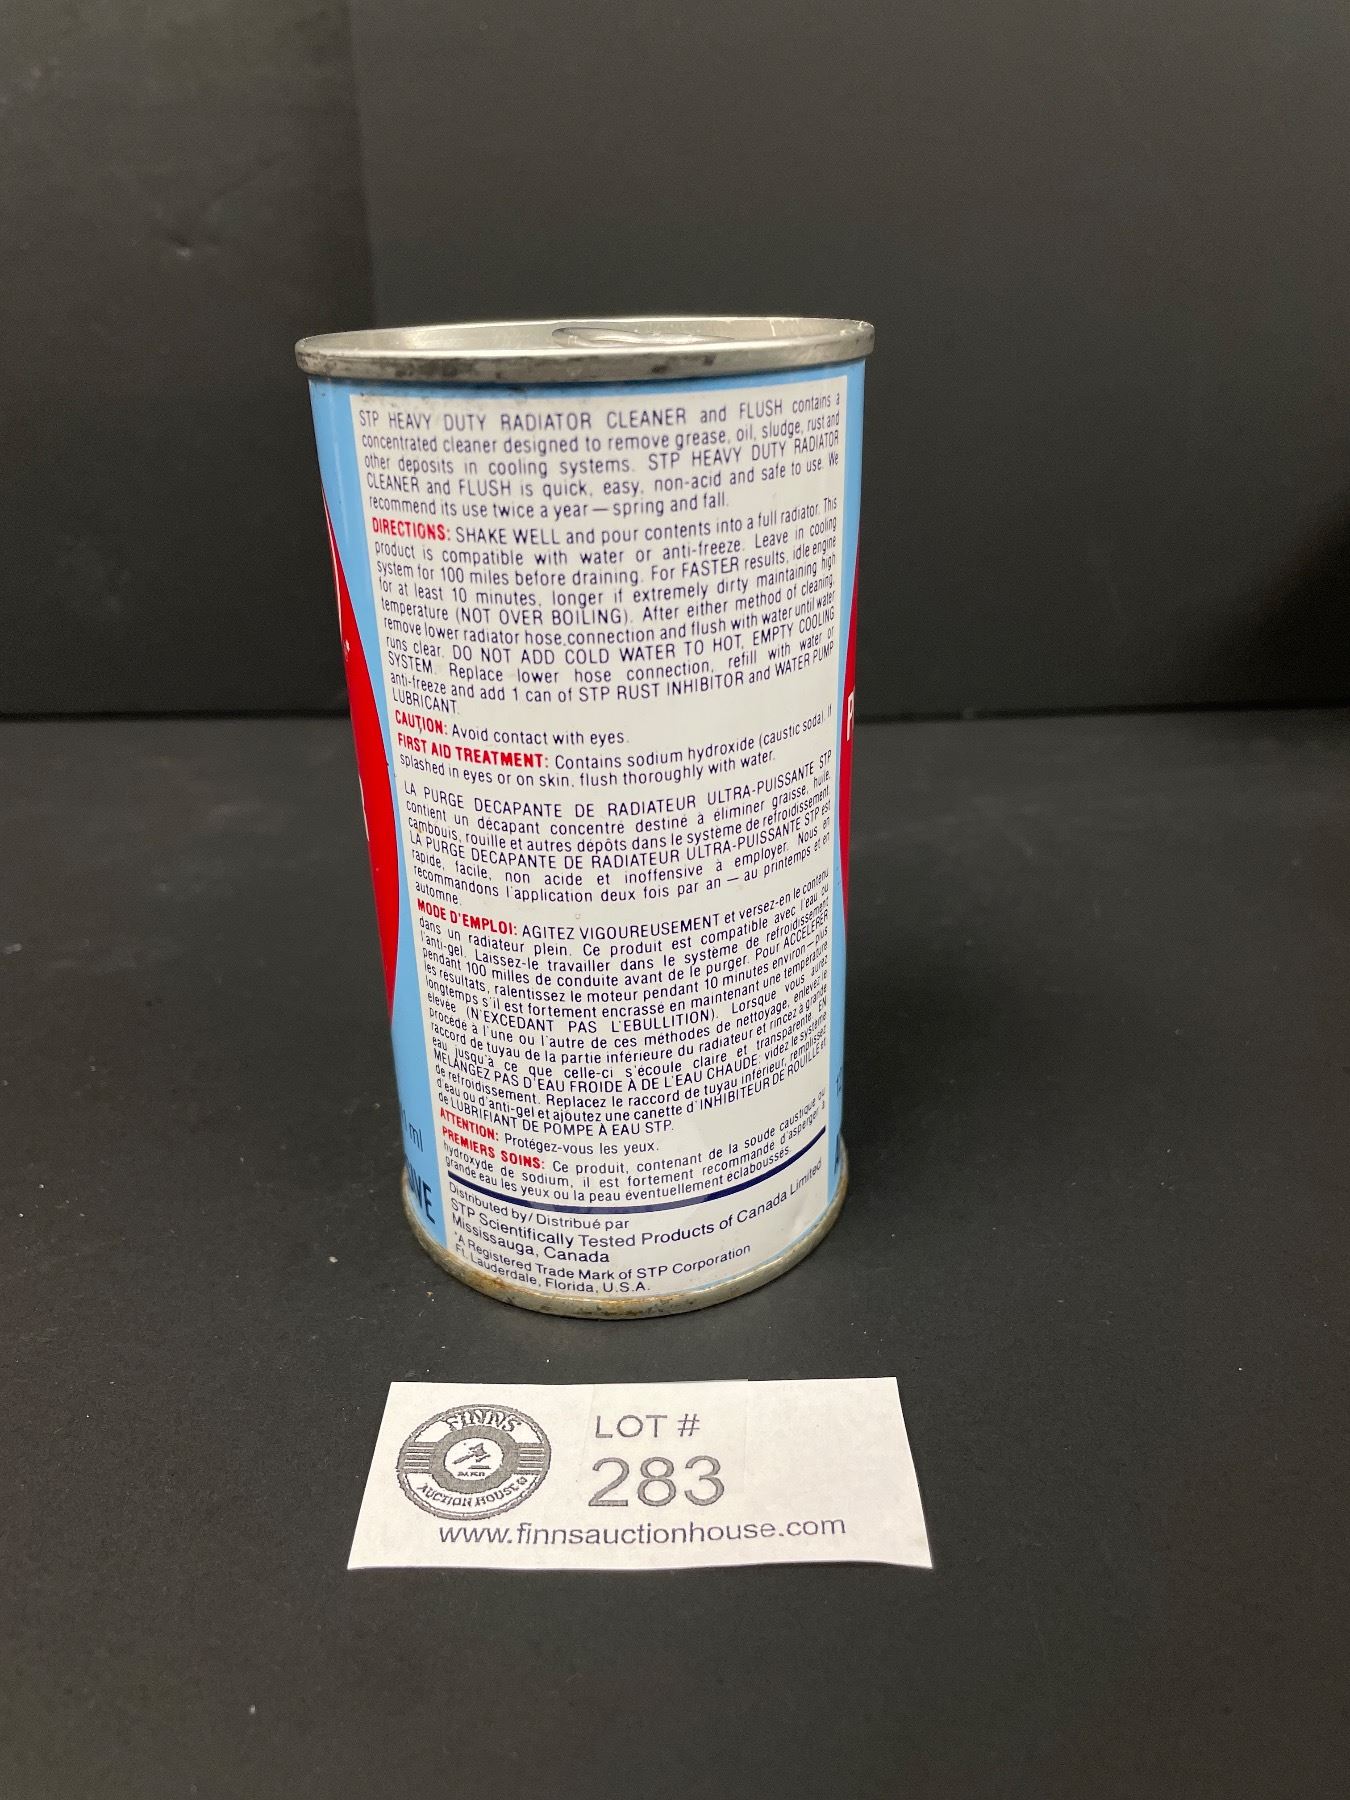 STP HEAVY DUTY RADIATOR CLEANER and FLUSH contains a
concentrated cleaner designed to remove grease, oil, sludge, rust and
other deposits in cooling systems. STP HEAVY DUTY RADIATOR
CLEANER and FLUSH is quick, easy, non-acid and safe to use. We
recommend its use twice a year — spring and fall.
DIRECTIONS: SHAKE WELL and pour contents into a full radiator. This
product is compatible with water or anti-freeze. Leave in cooling
system for 100 miles before draining. For FASTER results, idle engine
for at least 10 minutes, longer if extremely dirty maintaining high
temperature (NOT OVER BOILING). After either method of cleaning,
remove lower radiator hose connection and flush with water until water
runs clear. DO NOT ADD COLD WATER TO HOT, EMPTY COOLING
SYSTEM. Replace lower hose connection, refill with water or
anti-freeze and add 1 can of STP RUST INHIBITOR and WATER PUMP
LUBRICANT.
CAUTION: Avoid contact with eyes.
FIRST AID TREATMENT: Contains sodium hydroxide (caustic soda). If
splashed in eyes or on skin, flush thoroughly with water.
LA PURGE DECAPANTE DE RADIATEUR ULTRA-PUISSANTE STP
contient un décapant concentré destiné à éliminer graisse, huile,
cambouis, rouille et autres dépôts dans le système de refroidissement.
LA PURGE DECAPANTE DE RADIATEUR ULTRA-PUISSANTE STP est
rapide, facile, non acide et inoffensive à employer. Nous en
recommandons l'application deux fois par an — au printemps et en
automne.
MODE D'EMPLOI: AGITEZ VIGOUREUSEMENT et versez-en le contenu
dans un radiateur plein. Ce produit est compatible avec l'eau ou
l'anti-gel. Laissez-le travailler dans le système de refroidissement
pendant 100 milles de conduite avant de le purger. Pour ACCELERER
les résultats, ralentissez le moteur pendant 10 minutes environ—plus
longtemps s'il est fortement encrassé en maintenant une température
élevée (N'EXCEDANT PAS L'EBULLITION). Lorsque vous aurez
procédé à l'une ou l'autre de ces méthodes de nettoyage, enlevez le
raccord de tuyau de la partie inférieure du radiateur et rincez à grande
eau jusqu'à ce que celle-ci s'écoule claire et transparente. EN
MELANGEZ PAS D'EAU FROIDE À DE L'EAU CHAUDE: videz le système
de refroidissement. Replacez le raccord de tuyau inférieur, remplissez
d'eau ou d'anti-gel et ajoutez une canette d'INHIBITEUR DE ROUILLE et
de LUBRIFIANT DE POMPE À EAU STP.
ATTENTION: Protégez-vous les yeux.
PREMIERS SOINS: Ce produit, contenant de la soude caustique ou
hydroxyde de sodium, il est fortement recommandé d'asperger à
grande eau les yeux ou la peau éventuellement éclaboussés.
Distributed by/Distribué par
STP Scientifically Tested Products of Canada Limited
Mississauga, Canada
*A Registered Trade Mark of STP Corporation
Ft. Lauderdale, Florida, U.S.A.
ml
FINNS
AUCTION HOUSE
LOT #
283
www.finnsauctionhouse.com